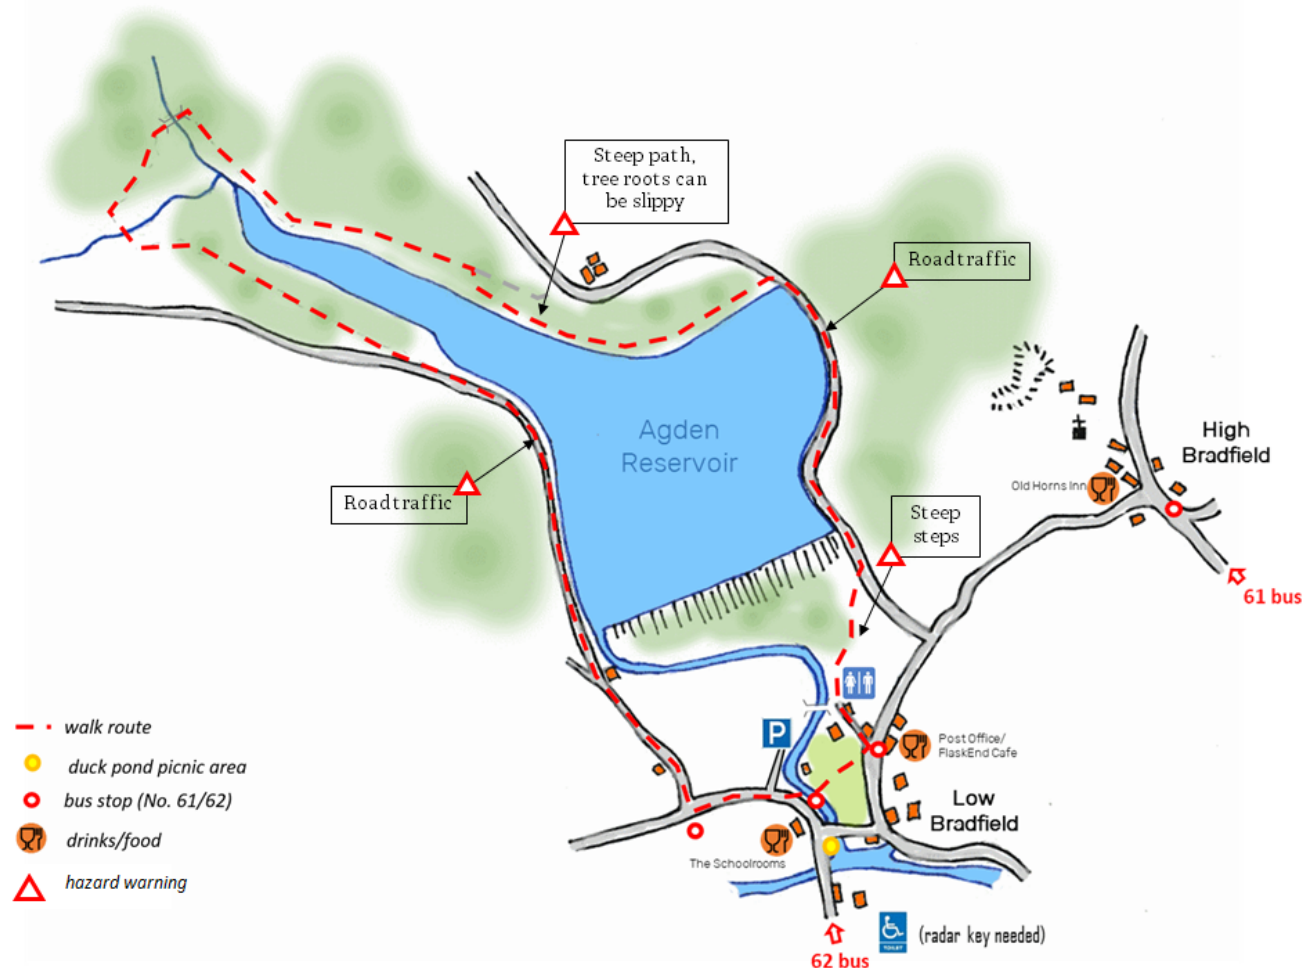 Steep path,
tree roots can
be slippy
Roadtraffic
Agden
Reservoir
High
Bradfield
Old Horns Inn
Roadtraffic
Steep
steps
61 bus
walk route
duck pond picnic area
bus stop (No. 61/62)
drinks/food
hazard warning
P
Post Office/
FlaskEnd Cafe
Low
Bradfield
The Schoolrooms
TOILET
(radar key needed)
62 bus